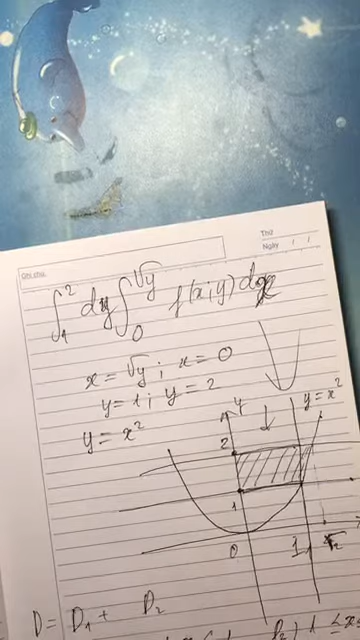 Ghi chú
Thứ
Ngày / /
∫₁² dy ∫₀^√y f(x;y) dx
x = √y ; x = 0
y = 1 ; y = 2
y = x²
y
y = x²
2
1
0
1
√2
D = D₁ + D₂